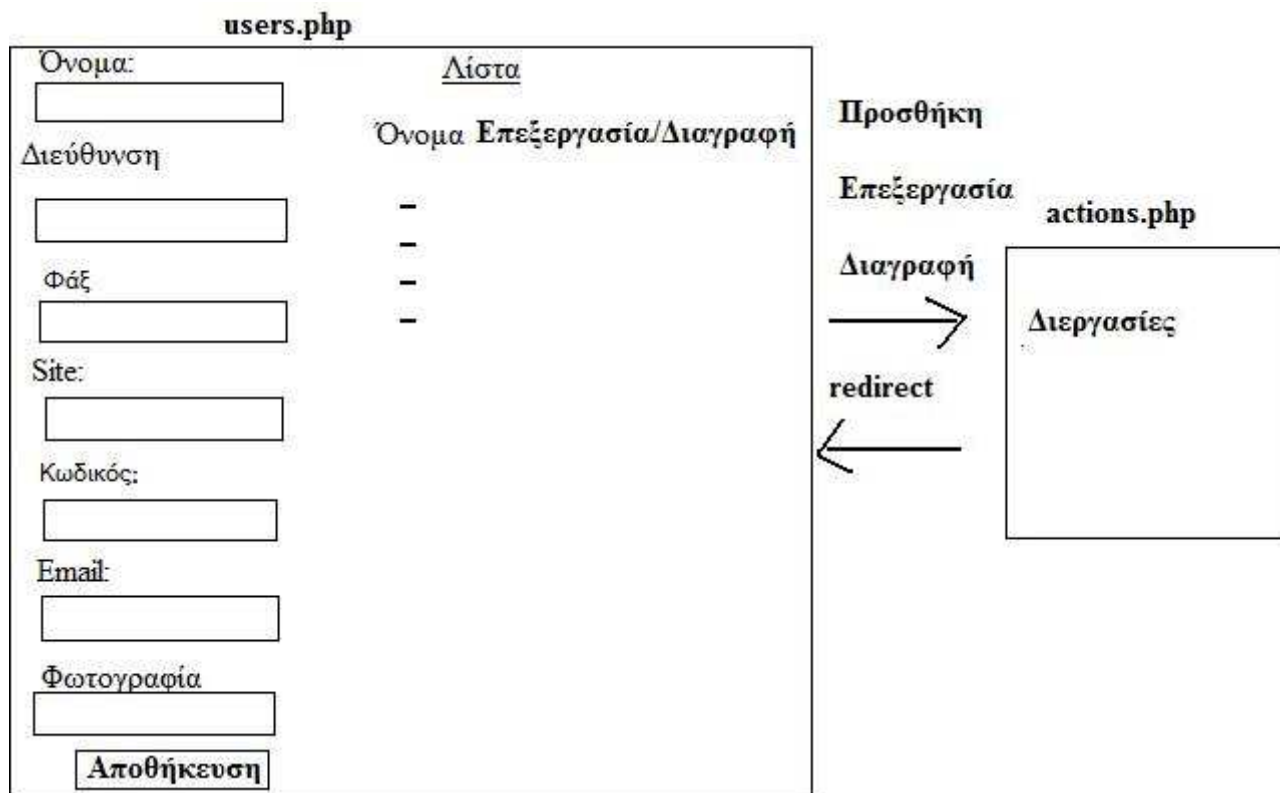 users.php
Όνομα:
Διεύθυνση
Φάξ
Site:
Κωδικός:
Email:
Φωτογραφία
Αποθήκευση
Λίστα
Όνομα Επεξεργασία/Διαγραφή
–
–
–
–
Προσθήκη
Επεξεργασία
Διαγραφή
redirect
actions.php
Διεργασίες